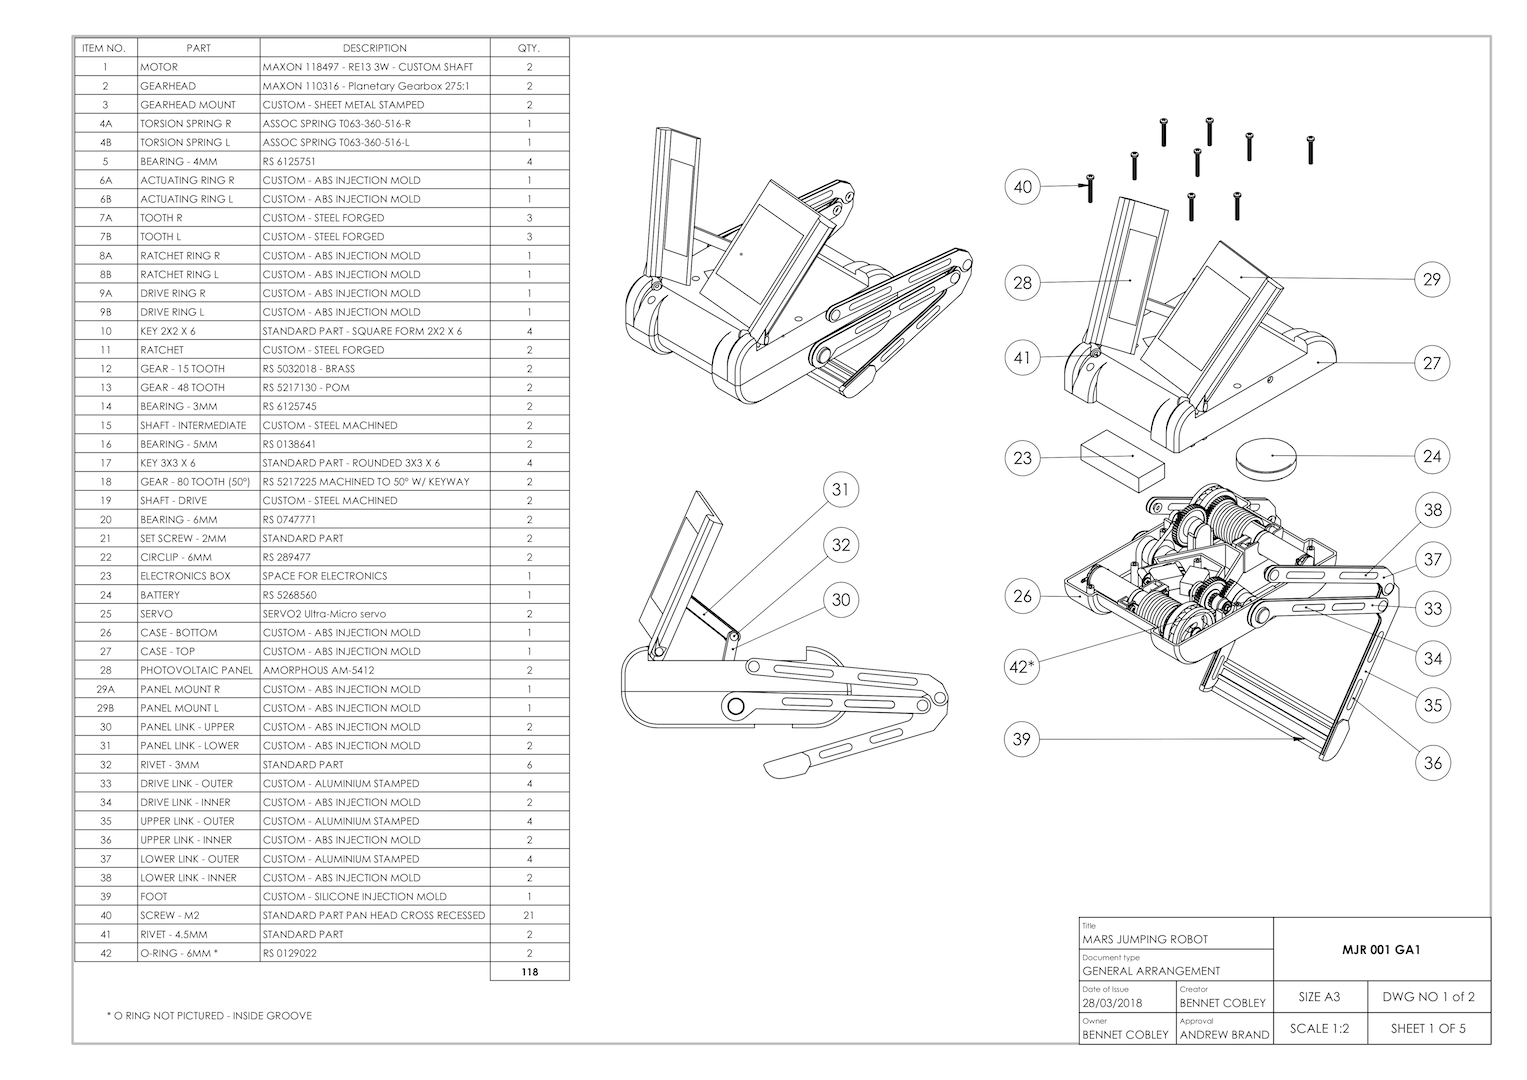 ITEM NO. PART DESCRIPTION QTY.
1 MOTOR MAXON 118497 - RE13 3W - CUSTOM SHAFT 2
2 GEARHEAD MAXON 110316 - Planetary Gearbox 275:1 2
3 GEARHEAD MOUNT CUSTOM - SHEET METAL STAMPED 2
4A TORSION SPRING R ASSOC SPRING T063-360-516-R 1
4B TORSION SPRING L ASSOC SPRING T063-360-516-L 1
5 BEARING - 4MM RS 6125751 4
6A ACTUATING RING R CUSTOM - ABS INJECTION MOLD 1
6B ACTUATING RING L CUSTOM - ABS INJECTION MOLD 1
7A TOOTH R CUSTOM - STEEL FORGED 3
7B TOOTH L CUSTOM - STEEL FORGED 3
8A RATCHET RING R CUSTOM - ABS INJECTION MOLD 1
8B RATCHET RING L CUSTOM - ABS INJECTION MOLD 1
9A DRIVE RING R CUSTOM - ABS INJECTION MOLD 1
9B DRIVE RING L CUSTOM - ABS INJECTION MOLD 1
10 KEY 2X2 X 6 STANDARD PART - SQUARE FORM 2X2 X 6 4
11 RATCHET CUSTOM - STEEL FORGED 2
12 GEAR - 15 TOOTH RS 5032018 - BRASS 2
13 GEAR - 48 TOOTH RS 5217130 - POM 2
14 BEARING - 3MM RS 6125745 2
15 SHAFT - INTERMEDIATE CUSTOM - STEEL MACHINED 2
16 BEARING - 5MM RS 0138641 2
17 KEY 3X3 X 6 STANDARD PART - ROUNDED 3X3 X 6 4
18 GEAR - 80 TOOTH (50°) RS 5217225 MACHINED TO 50° W/ KEYWAY 2
19 SHAFT - DRIVE CUSTOM - STEEL MACHINED 2
20 BEARING - 6MM RS 0747771 2
21 SET SCREW - 2MM STANDARD PART 2
22 CIRCLIP - 6MM RS 289477 2
23 ELECTRONICS BOX SPACE FOR ELECTRONICS 1
24 BATTERY RS 5268560 1
25 SERVO SERVO2 Ultra-Micro servo 2
26 CASE - BOTTOM CUSTOM - ABS INJECTION MOLD 1
27 CASE - TOP CUSTOM - ABS INJECTION MOLD 1
28 PHOTOVOLTAIC PANEL AMORPHOUS AM-5412 2
29A PANEL MOUNT R CUSTOM - ABS INJECTION MOLD 1
29B PANEL MOUNT L CUSTOM - ABS INJECTION MOLD 1
30 PANEL LINK - UPPER CUSTOM - ABS INJECTION MOLD 2
31 PANEL LINK - LOWER CUSTOM - ABS INJECTION MOLD 2
32 RIVET - 3MM STANDARD PART 6
33 DRIVE LINK - OUTER CUSTOM - ALUMINIUM STAMPED 4
34 DRIVE LINK - INNER CUSTOM - ABS INJECTION MOLD 2
35 UPPER LINK - OUTER CUSTOM - ALUMINIUM STAMPED 4
36 UPPER LINK - INNER CUSTOM - ABS INJECTION MOLD 2
37 LOWER LINK - OUTER CUSTOM - ALUMINIUM STAMPED 4
38 LOWER LINK - INNER CUSTOM - ABS INJECTION MOLD 2
39 FOOT CUSTOM - SILICONE INJECTION MOLD 1
40 SCREW - M2 STANDARD PART PAN HEAD CROSS RECESSED 21
41 RIVET - 4.5MM STANDARD PART 2
42 O-RING - 6MM * RS 0129022 2
118
* O RING NOT PICTURED - INSIDE GROOVE
31
32
30
40
28
29
41
27
23
24
38
37
26
33
42*
34
35
39
36
Title
MARS JUMPING ROBOT
Document type
GENERAL ARRANGEMENT
MJR 001 GA1
Date of Issue
28/03/2018
Creator
BENNET COBLEY
SIZE A3
DWG NO 1 of 2
Owner
BENNET COBLEY
Approval
ANDREW BRAND
SCALE 1:2
SHEET 1 OF 5